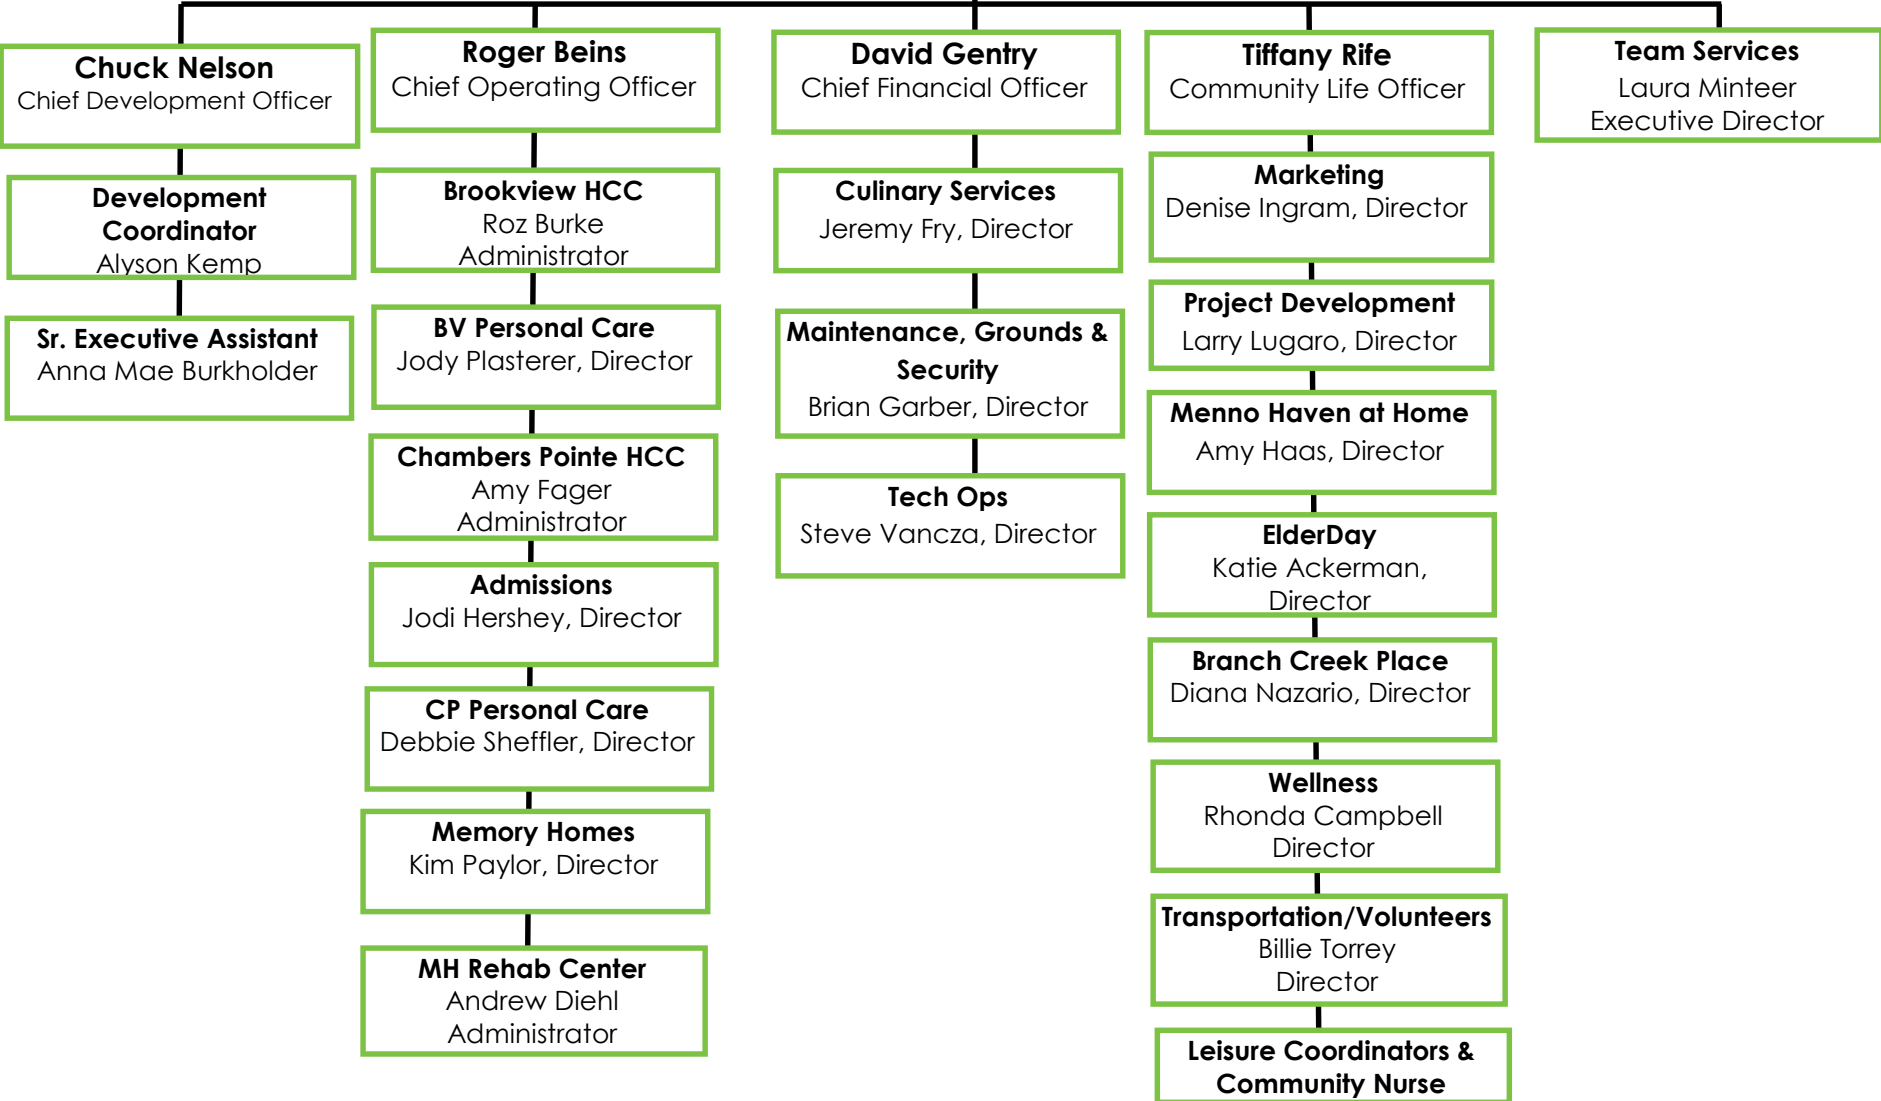 Chuck Nelson
Chief Development Officer
Development
Coordinator
Alyson Kemp
Sr. Executive Assistant
Anna Mae Burkholder
Roger Beins
Chief Operating Officer
Brookview HCC
Roz Burke
Administrator
BV Personal Care
Jody Plasterer, Director
Chambers Pointe HCC
Amy Fager
Administrator
Admissions
Jodi Hershey, Director
CP Personal Care
Debbie Sheffler, Director
Memory Homes
Kim Paylor, Director
MH Rehab Center
Andrew Diehl
Administrator
David Gentry
Chief Financial Officer
Culinary Services
Jeremy Fry, Director
Maintenance, Grounds &
Security
Brian Garber, Director
Tech Ops
Steve Vancza, Director
Tiffany Rife
Community Life Officer
Marketing
Denise Ingram, Director
Project Development
Larry Lugaro, Director
Menno Haven at Home
Amy Haas, Director
ElderDay
Katie Ackerman,
Director
Branch Creek Place
Diana Nazario, Director
Wellness
Rhonda Campbell
Director
Transportation/Volunteers
Billie Torrey
Director
Leisure Coordinators &
Community Nurse
Team Services
Laura Minteer
Executive Director